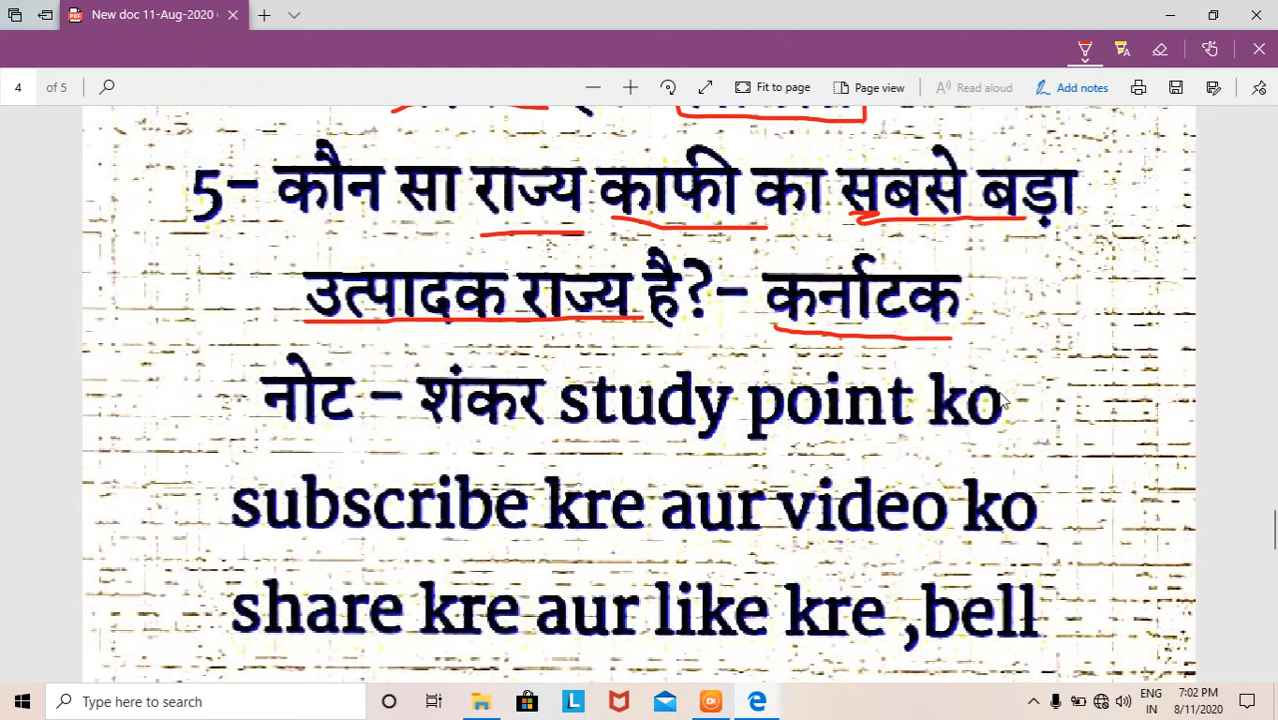 New doc 11-Aug-2020
4 of 5
Fit to page
Page view
Read aloud
Add notes
5- कौन सा राज्य काफी का सबसे बड़ा
उत्पादक राज्य है?- कर्नाटक
नोट - शंकर study point ko
subscribe kre aur video ko
share kre aur like kre ,bell
Type here to search
ENG
IN
7:02 PM
8/11/2020